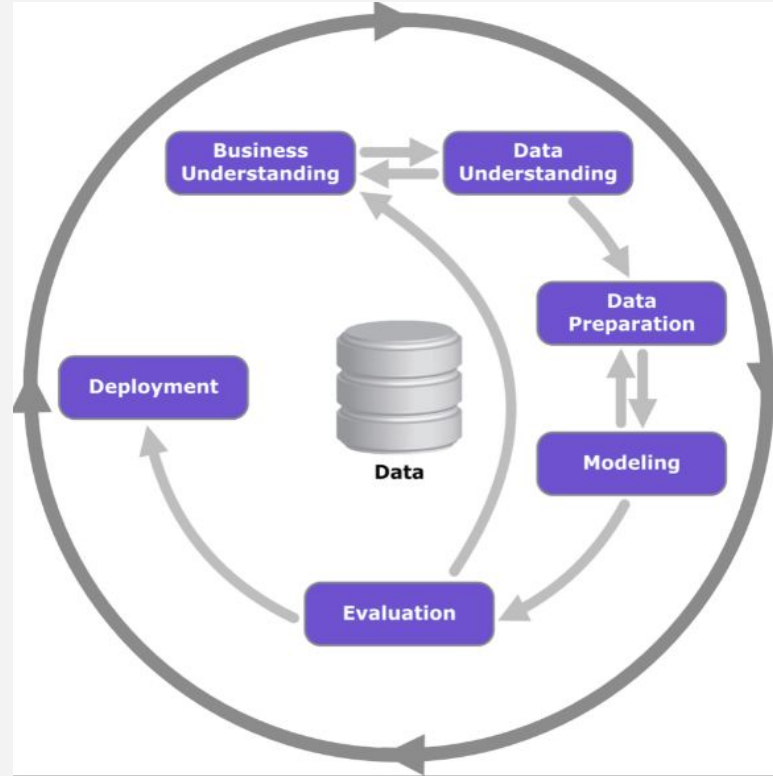 Business
Understanding
Data
Understanding
Data
Preparation
Deployment
Data
Modeling
Evaluation